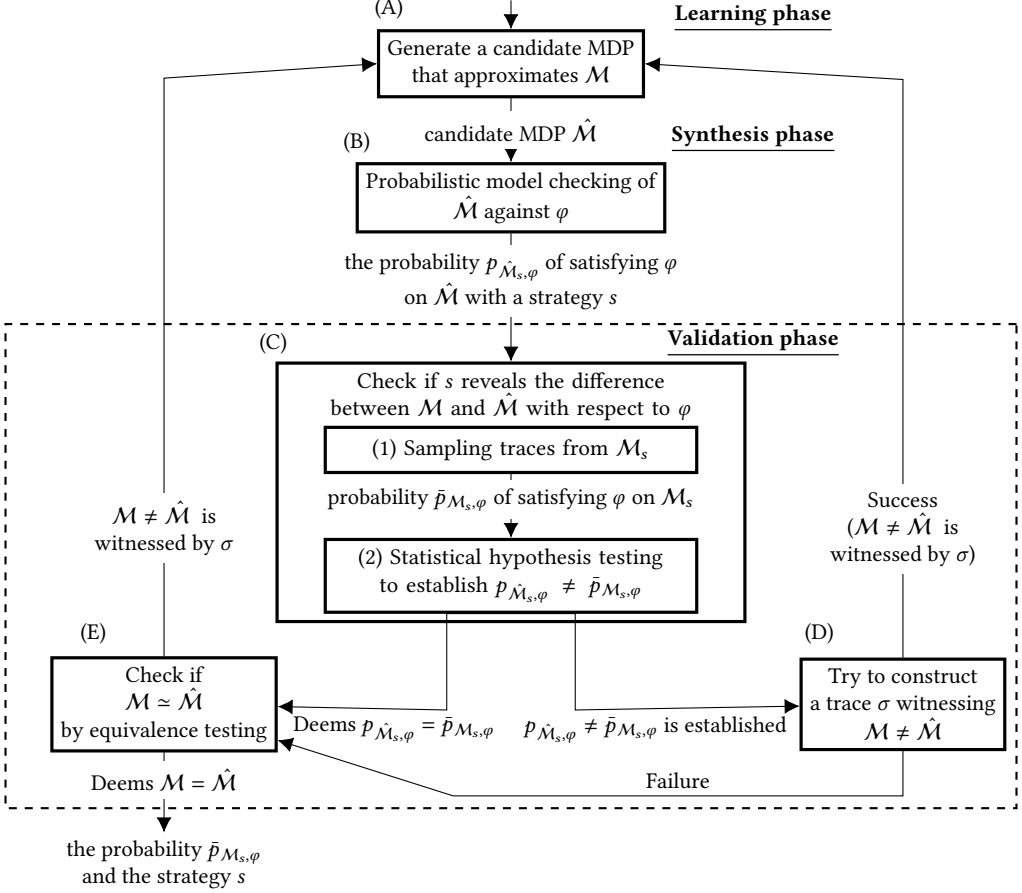 (A)
Learning phase
Generate a candidate MDP
that approximates ℳ
candidate MDP ℳ̂
(B)
Synthesis phase
Probabilistic model checking of
ℳ̂ against φ
the probability p_{ℳ̂_s,φ} of satisfying φ
on ℳ̂ with a strategy s
(C)
Validation phase
Check if s reveals the difference
between ℳ and ℳ̂ with respect to φ
(1) Sampling traces from ℳ_s
probability p̄_{ℳ_s,φ} of satisfying φ on ℳ_s
(2) Statistical hypothesis testing
to establish p_{ℳ̂_s,φ} ≠ p̄_{ℳ_s,φ}
ℳ ≠ ℳ̂ is
witnessed by σ
Success
(ℳ ≠ ℳ̂ is
witnessed by σ)
(E)
Check if
ℳ ≃ ℳ̂
by equivalence testing
(D)
Try to construct
a trace σ witnessing
ℳ ≠ ℳ̂
Deems p_{ℳ̂_s,φ} = p̄_{ℳ_s,φ}
p_{ℳ̂_s,φ} ≠ p̄_{ℳ_s,φ} is established
Failure
Deems ℳ = ℳ̂
the probability p̄_{ℳ_s,φ}
and the strategy s